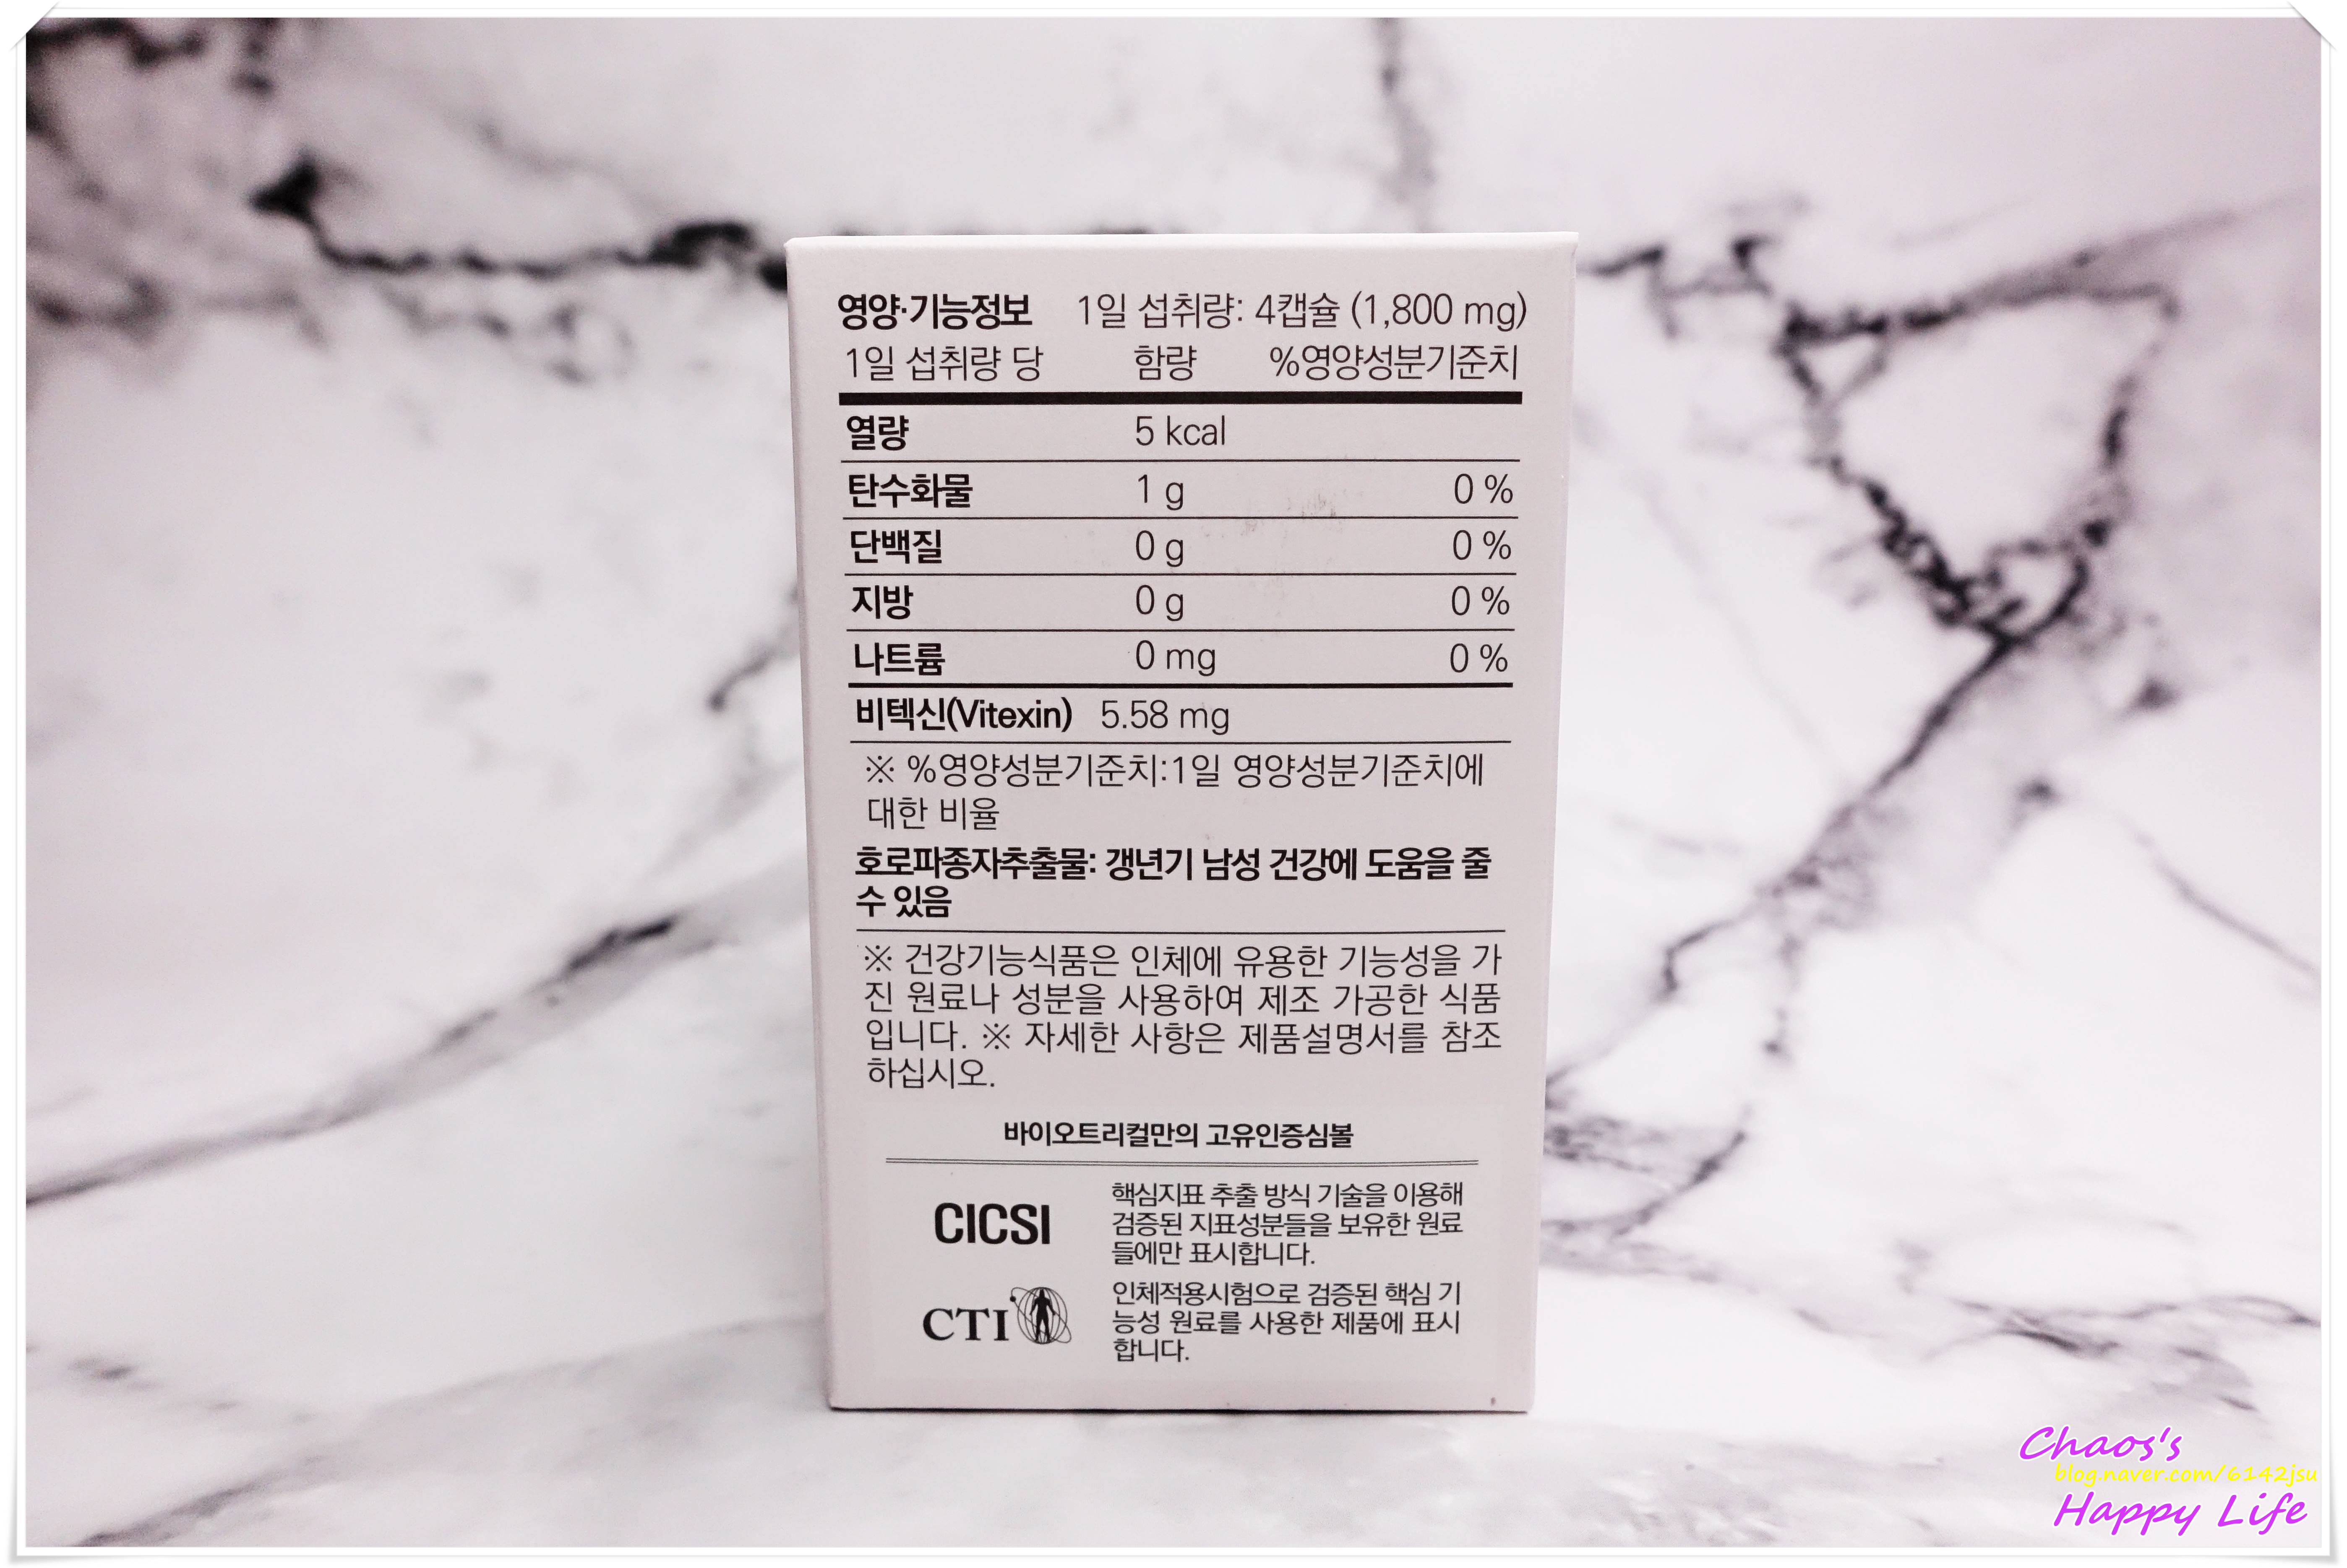 영양·기능정보 1일 섭취량: 4캡슐 (1,800 mg)
1일 섭취량 당 함량 %영양성분기준치
열량 5 kcal
탄수화물 1 g 0 %
단백질 0 g 0 %
지방 0 g 0 %
나트륨 0 mg 0 %
비텍신(Vitexin) 5.58 mg
※ %영양성분기준치:1일 영양성분기준치에
대한 비율
호로파종자추출물: 갱년기 남성 건강에 도움을 줄
수 있음
※ 건강기능식품은 인체에 유용한 기능성을 가
진 원료나 성분을 사용하여 제조 가공한 식품
입니다. ※ 자세한 사항은 제품설명서를 참조
하십시오.
바이오트리컬만의 고유인증심볼
CICSI
핵심지표 추출 방식 기술을 이용해
검증된 지표성분들을 보유한 원료
들에만 표시합니다.
CTI
인체적용시험으로 검증된 핵심 기
능성 원료를 사용한 제품에 표시
합니다.
Chaos's
blog.naver.com/6142jsu
Happy Life